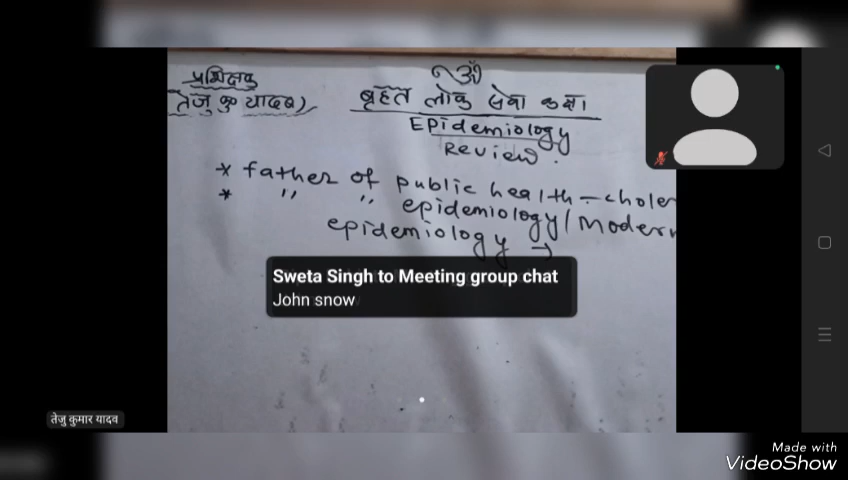 ॐ
प्रशिक्षक
तेजु कु यादव)
बृहत लोक सेवा कक्षा
EPidemiology
Review.
* father of public health - choler
* " " epidemiology / Modern
epidemiology →
Sweta Singh to Meeting group chat
John snow
तेजु कुमार यादव
Made with
VideoShow